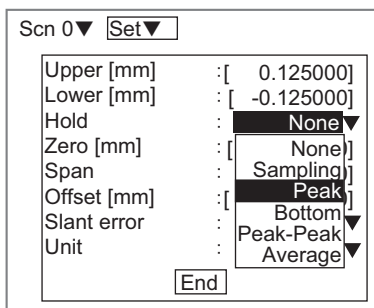 Scn 0▼ Set▼
Upper [mm] :[ 0.125000]
Lower [mm] :[ -0.125000]
Hold : None▼
Zero [mm] :[ None]
Span : Sampling]
Offset [mm] :[ Peak]
Slant error : Bottom▼
Peak-Peak
Unit : Average▼
End